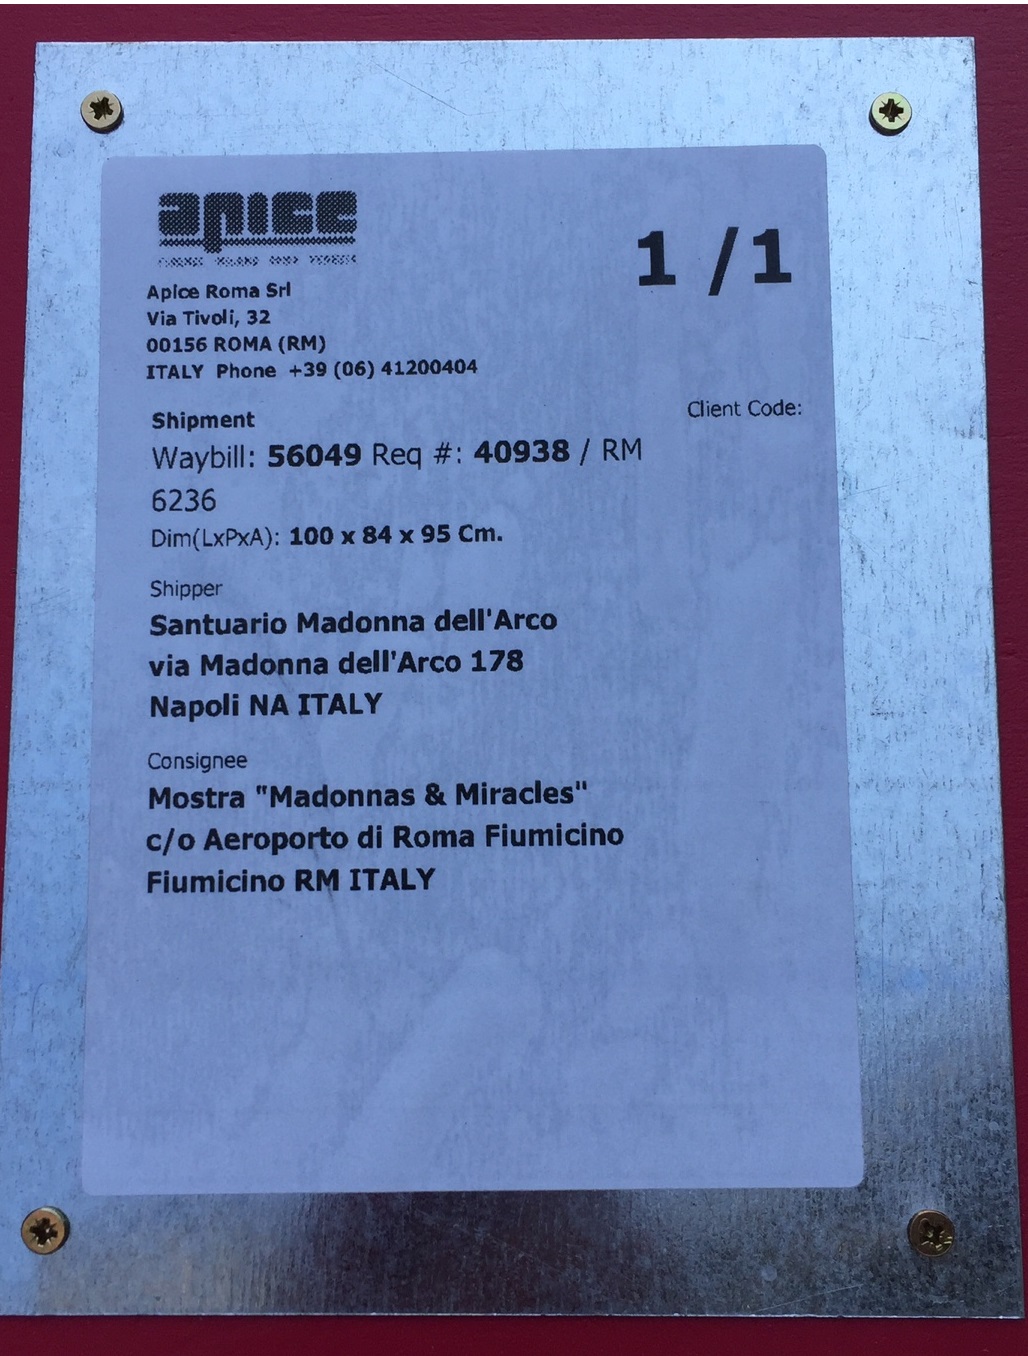 apice
1 /1
Apice Roma Srl
Via Tivoli, 32
00156 ROMA (RM)
ITALY Phone +39 (06) 41200404
Client Code:
Shipment
Waybill: 56049 Req #: 40938 / RM
6236
Dim(LxPxA): 100 x 84 x 95 Cm.
Shipper
Santuario Madonna dell'Arco
via Madonna dell'Arco 178
Napoli NA ITALY
Consignee
Mostra "Madonnas & Miracles"
c/o Aeroporto di Roma Fiumicino
Fiumicino RM ITALY